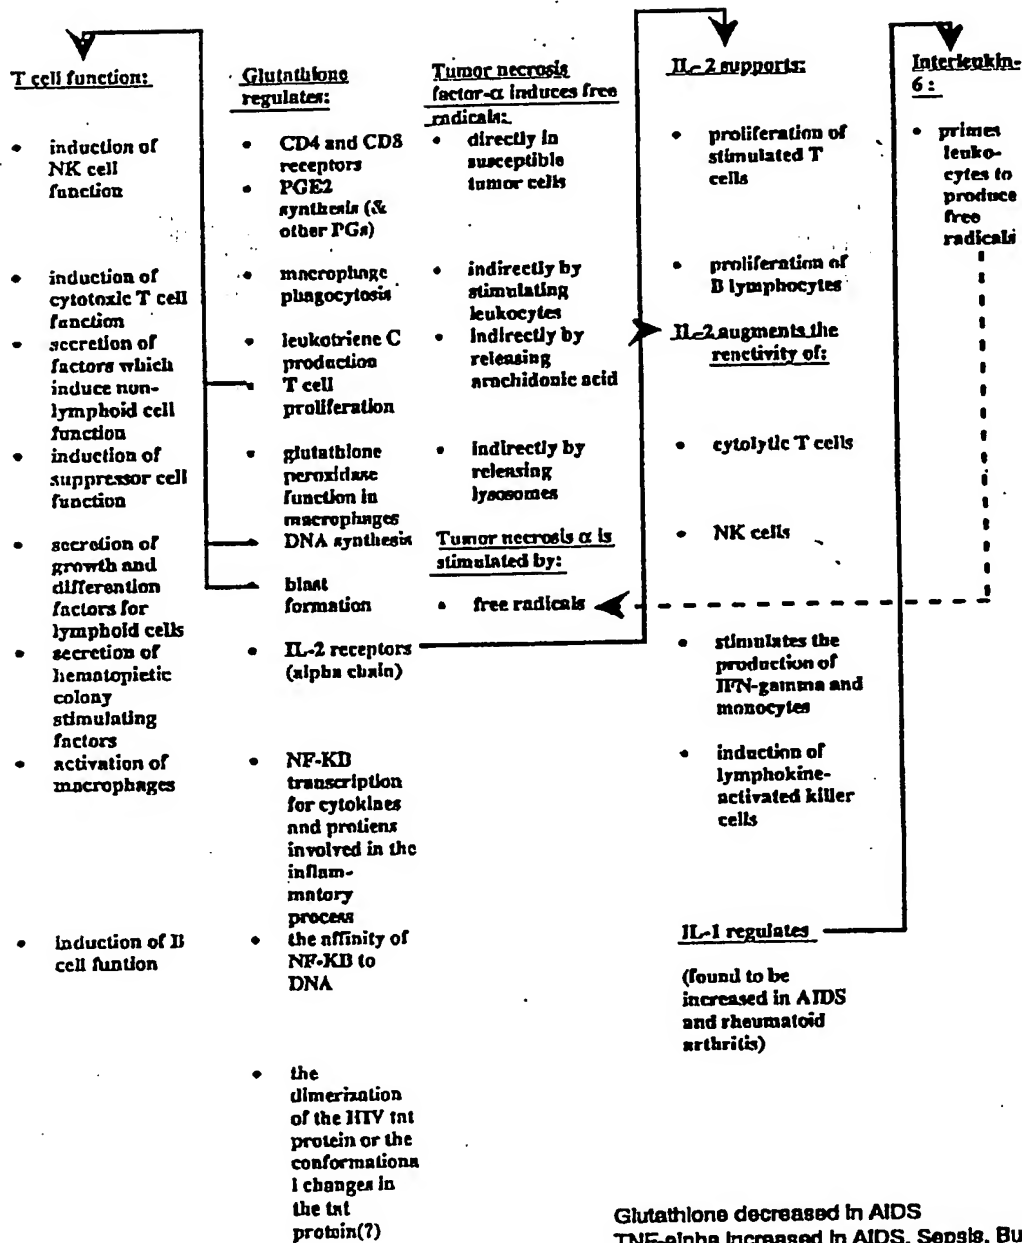 T cell function:
• induction of
NK cell
function
• induction of
cytotoxic T cell
function
• secretion of
factors which
induce non-
lymphoid cell
function
• induction of
suppressor cell
function
• secretion of
growth and
differention
factors for
lymphoid cells
• secretion of
hematopietic
colony
stimulating
factors
• activation of
macrophages
• induction of B
cell funtion
Glutathione
regulates:
• CD4 and CD8
receptors
• PGE2
synthesis (&
other PGs)
• macrophage
phagocytosis
• leukotriene C
production
• T cell
proliferation
• glutathione
peroxidase
function in
macrophages
• DNA synthesis
• blast
formation
• IL-2 receptors
(alpha chain)
• NF-KB
transcription
for cytokines
and protiens
involved in the
inflam-
matory
process
• the affinity of
NF-KB to
DNA
• the
dimerization
of the HIV tat
protein or the
conformationa
l changes in
the tat
protein(?)
Tumor necrosis
factor-α induces free
radicals:
• directly in
susceptible
tumor cells
• indirectly by
stimulating
leukocytes
• indirectly by
releasing
arachidonic acid
• indirectly by
releasing
lysosomes
Tumor necrosis α is
stimulated by:
• free radicals
IL-2 supports:
• proliferation of
stimulated T
cells
• proliferation of
B lymphocytes
IL-2 augments the
reactivity of:
• cytolytic T cells
• NK cells
• stimulates the
production of
IFN-gamma and
monocytes
• induction of
lymphokine-
activated killer
cells
IL-1 regulates
(found to be
increased in AIDS
and rheumatoid
arthritis)
Interleukin-
6:
• primes
leuko-
cytes to
produce
free
radicals
Glutathione decreased in AIDS
TNF-alpha increased in AIDS, Sepsis,